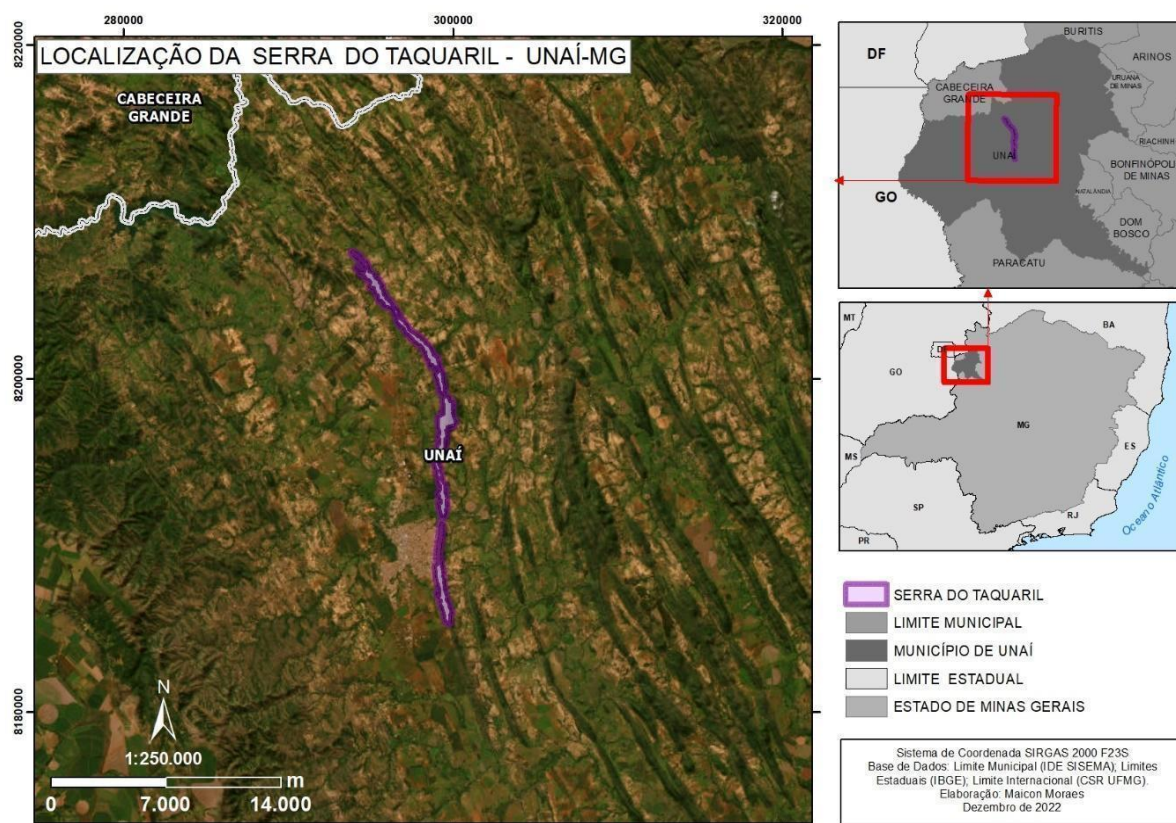 280000
300000
320000
8220000
8200000
8180000
LOCALIZAÇÃO DA SERRA DO TAQUARIL - UNAÍ-MG
CABECEIRA
GRANDE
UNAÍ
N
1:250.000
m
0
7.000
14.000
DF
BURITIS
ARINOS
CABECEIRA
GRANDE
URUANA
DE MINAS
UNAÍ
RIACHINH
BONFINÓPOLI
DE MINAS
NATALÂNDIA
GO
DOM
BOSCO
PARACATU
MT
BA
GO
MG
MS
ES
SP
RJ
PR
Oceano Atlântico
SERRA DO TAQUARIL
LIMITE MUNICIPAL
MUNICÍPIO DE UNAÍ
LIMITE ESTADUAL
ESTADO DE MINAS GERAIS
Sistema de Coordenada SIRGAS 2000 F23S
Base de Dados: Limite Municipal (IDE SISEMA); Limites
Estaduais (IBGE); Limite Internacional (CSR UFMG).
Elaboração: Maicon Moraes
Dezembro de 2022